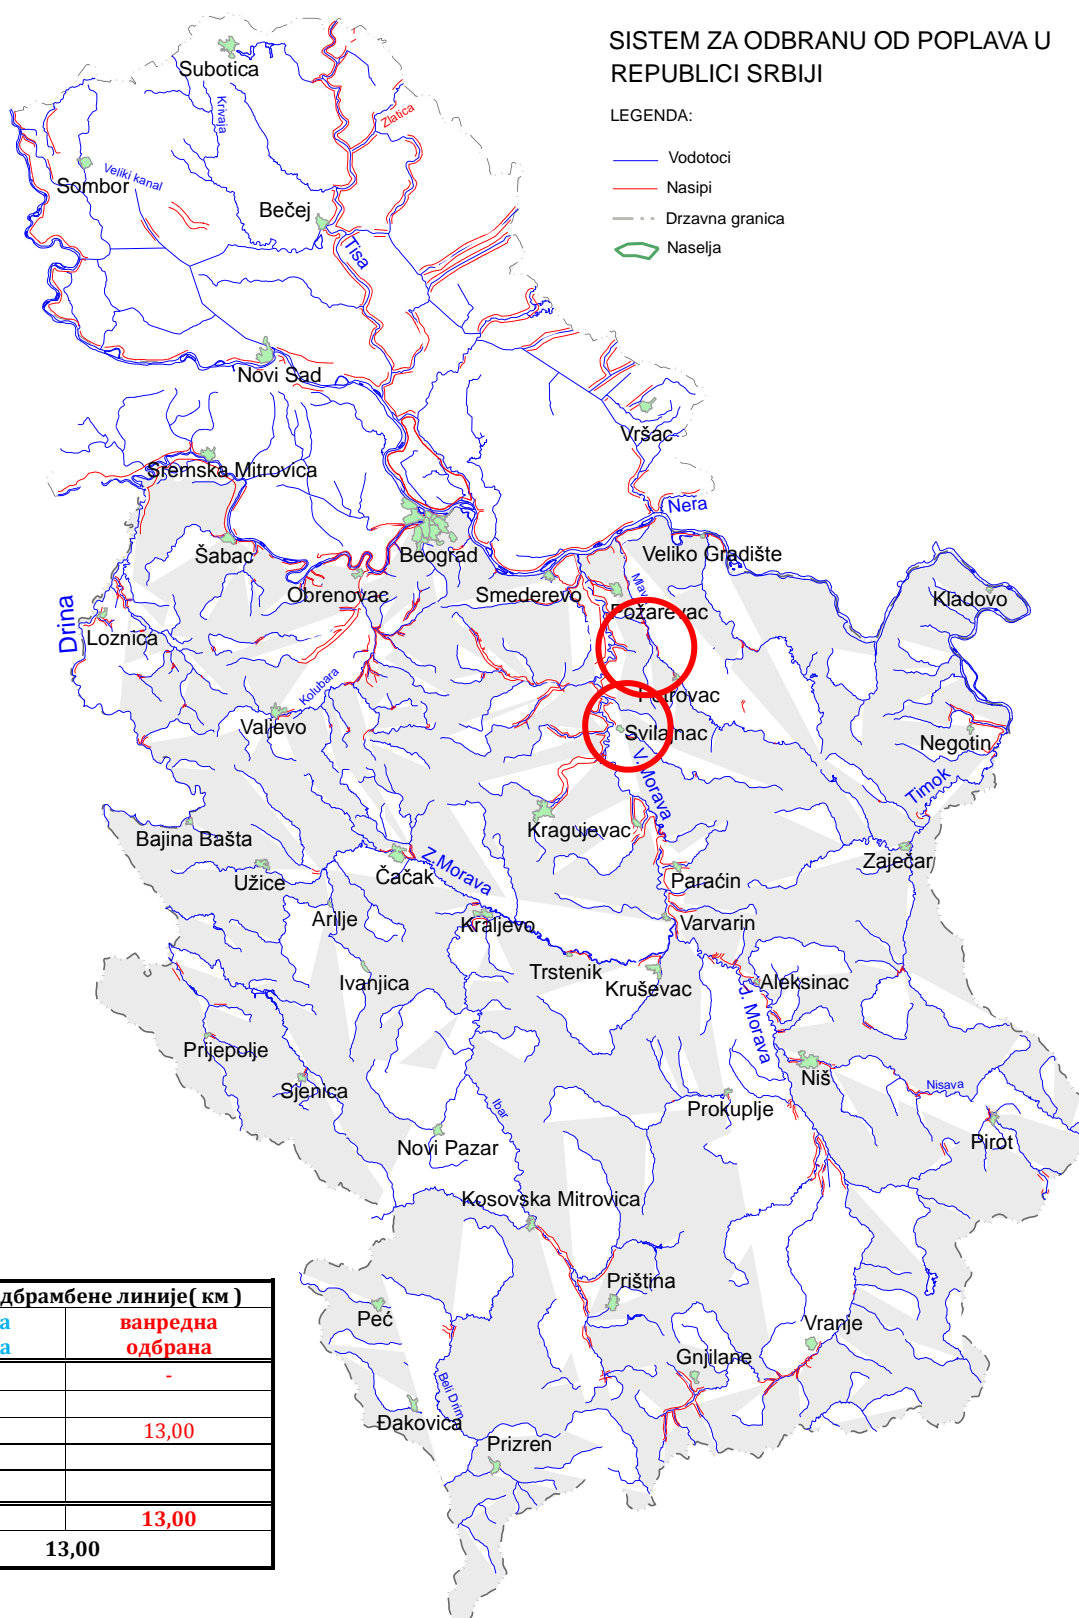 SISTEM ZA ODBRANU OD POPLAVA U
REPUBLICI SRBIJI
LEGENDA:
Vodotoci
Nasipi
Drzavna granica
Naselja
Subotica
Krivaja
Zlatica
Sombor
Veliki kanal
Bečej
Tisa
Novi Sad
Vršac
Sremska Mitrovica
Nera
Šabac
Beograd
Veliko Gradište
Obrenovac
Smederevo
Požarevac
Kladovo
Drina
Loznica
Kolubara
Petrovac
Valjevo
Svilajnac
Negotin
V. Morava
Timok
Bajina Bašta
Kragujevac
Zaječar
Užice
Čačak
Z.Morava
Paraćin
Arilje
Kraljevo
Varvarin
Ivanjica
Trstenik
Kruševac
Aleksinac
J. Morava
Prijepolje
Sjenica
Niš
Nisava
Ibar
Prokuplje
Novi Pazar
Pirot
Kosovska Mitrovica
Peć
Priština
Vranje
Gnjilane
Beli Drim
Đakovica
Prizren
дбрамбене линије( км )
а ванредна
а одбрана
-
13,00
13,00
13,00